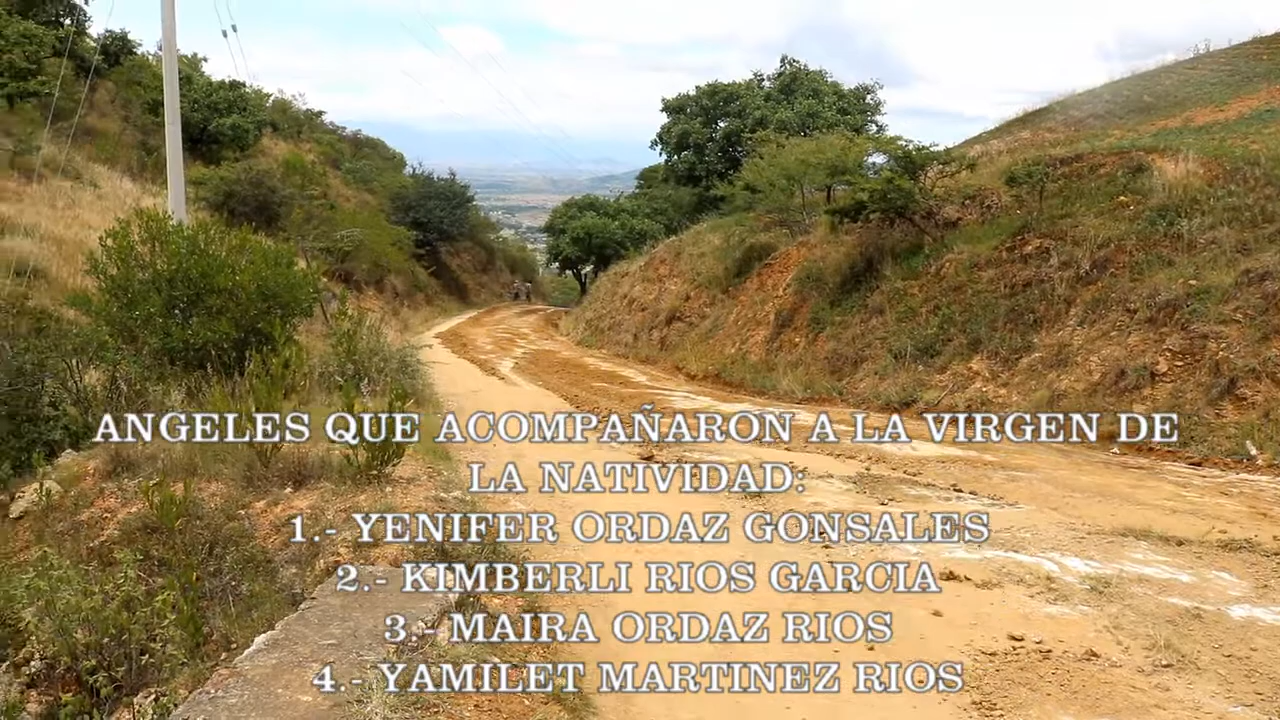 ANGELES QUE ACOMPAÑARON A LA VIRGEN DE
LA NATIVIDAD:
1.- YENIFER ORDAZ GONSALES
2.- KIMBERLI RIOS GARCIA
3.- MAIRA ORDAZ RIOS
4.- YAMILET MARTINEZ RIOS